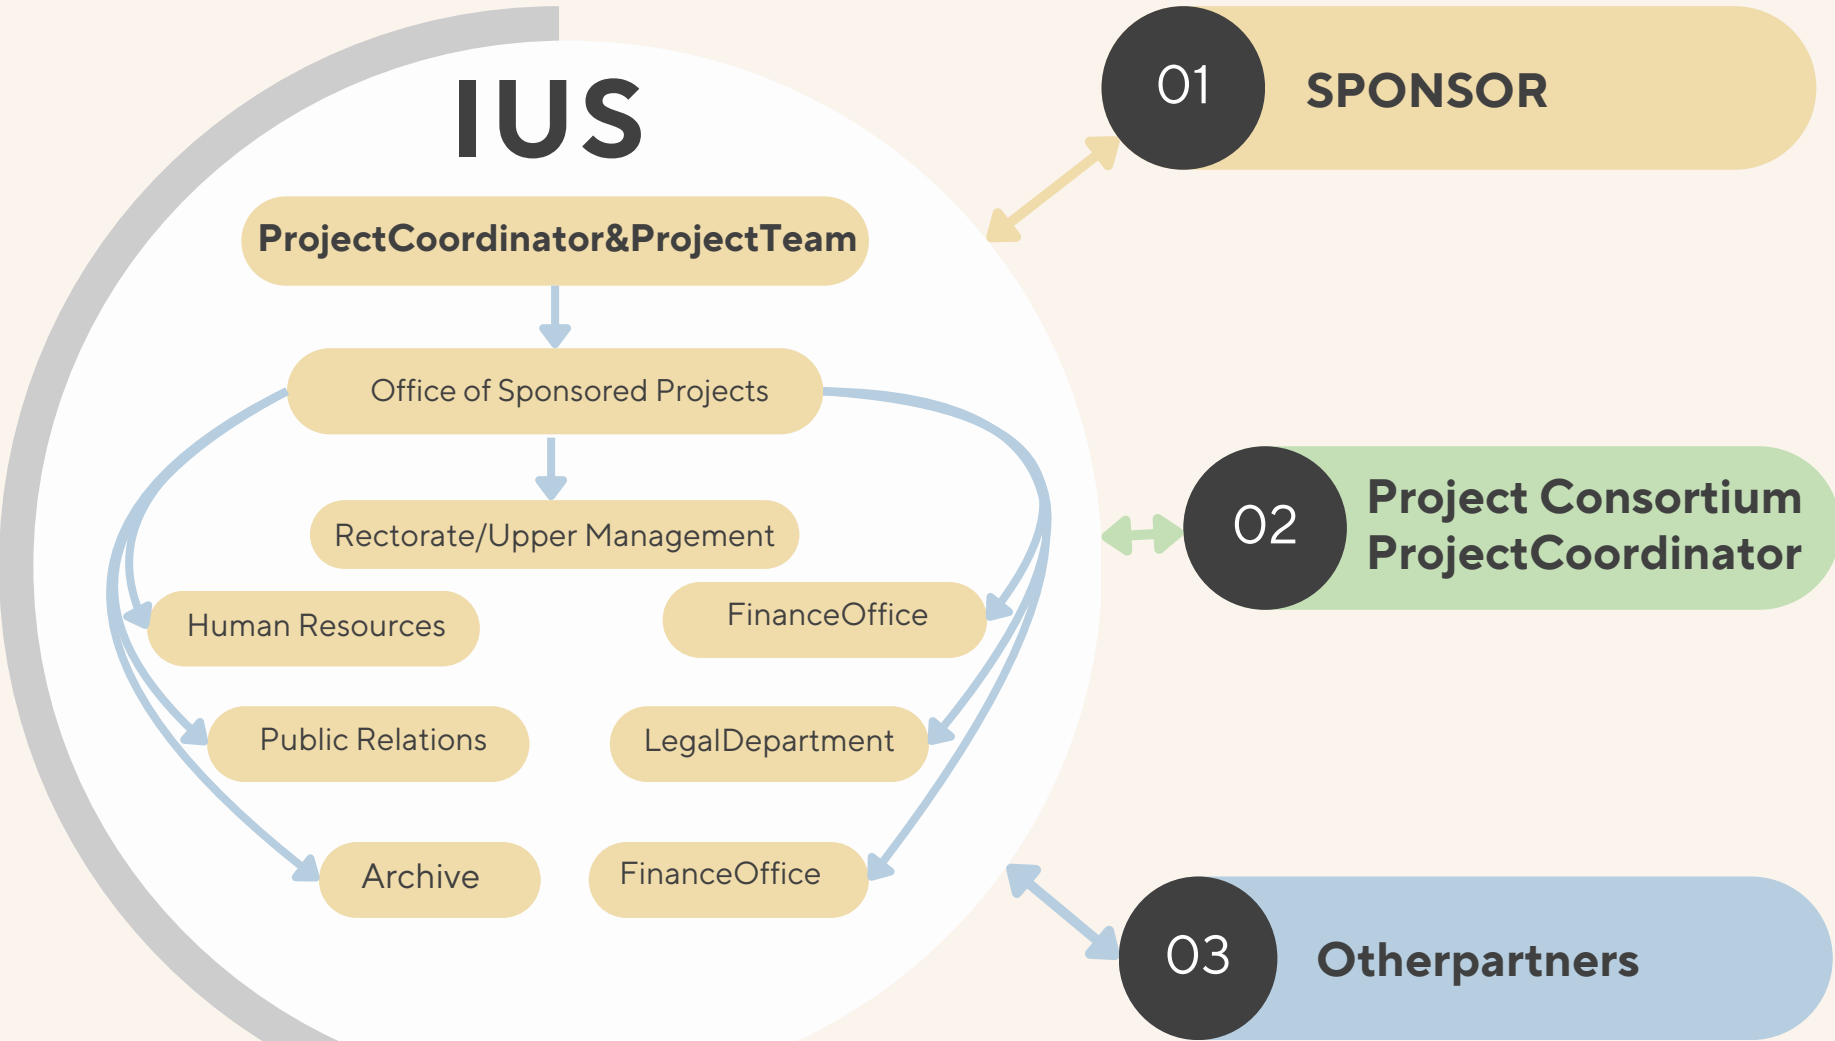 IUS
ProjectCoordinator&ProjectTeam
Office of Sponsored Projects
Rectorate/Upper Management
Human Resources
FinanceOffice
Public Relations
LegalDepartment
Archive
FinanceOffice
01
SPONSOR
02
Project Consortium
ProjectCoordinator
03
Otherpartners